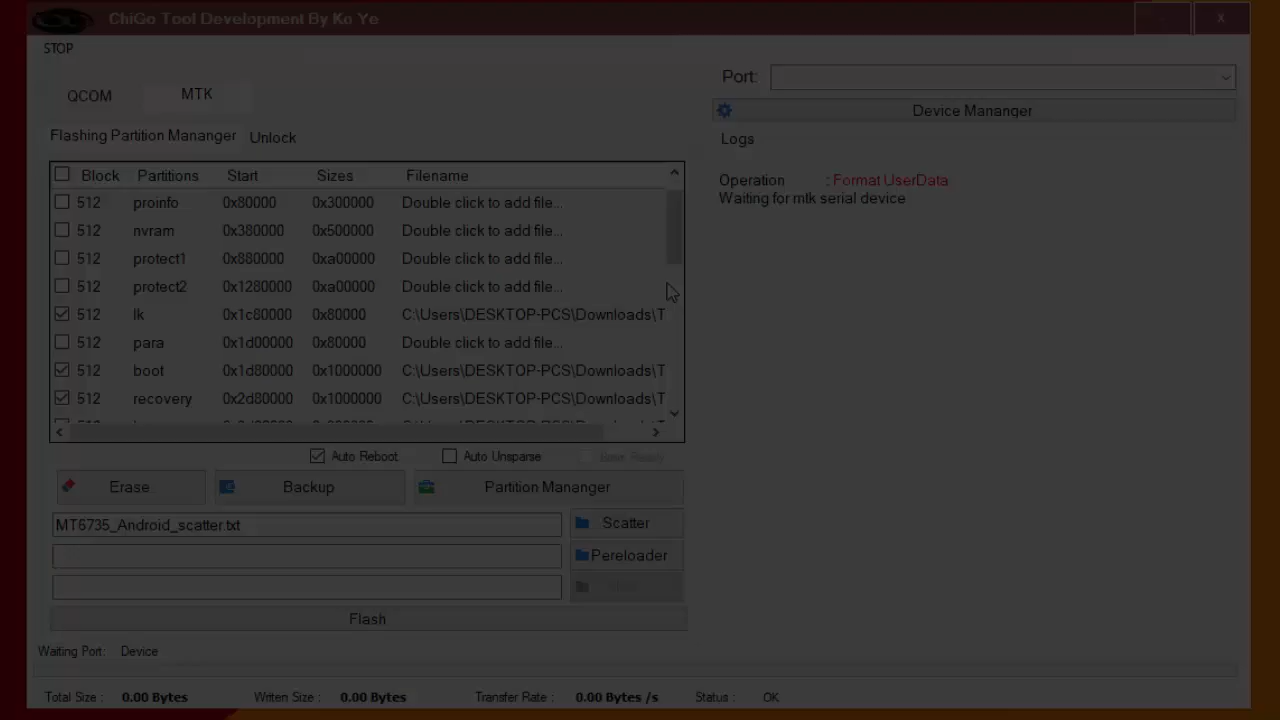 ChiGo Tool Development By Ko Ye
X
STOP
QCOM MTK
Port:
Device Mananger
Flashing Partition Mananger Unlock
Logs
Block Partitions Start Sizes Filename
512 proinfo 0x80000 0x300000 Double click to add file...
512 nvram 0x380000 0x500000 Double click to add file...
512 protect1 0x880000 0xa00000 Double click to add file...
512 protect2 0x1280000 0xa00000 Double click to add file...
512 lk 0x1c80000 0x80000 C:\Users\DESKTOP-PCS\Downloads\T
512 para 0x1d00000 0x80000 Double click to add file...
512 boot 0x1d80000 0x1000000 C:\Users\DESKTOP-PCS\Downloads\T
512 recovery 0x2d80000 0x1000000 C:\Users\DESKTOP-PCS\Downloads\T
Operation : Format UserData
Waiting for mtk serial device
Auto Reboot Auto Unsparse
Erase Backup Partition Mananger
MT6735_Android_scatter.txt Scatter
Pereloader
Flash
Waiting Port: Device
Total Size : 0.00 Bytes Written Size : 0.00 Bytes Transfer Rate : 0.00 Bytes /s Status : OK